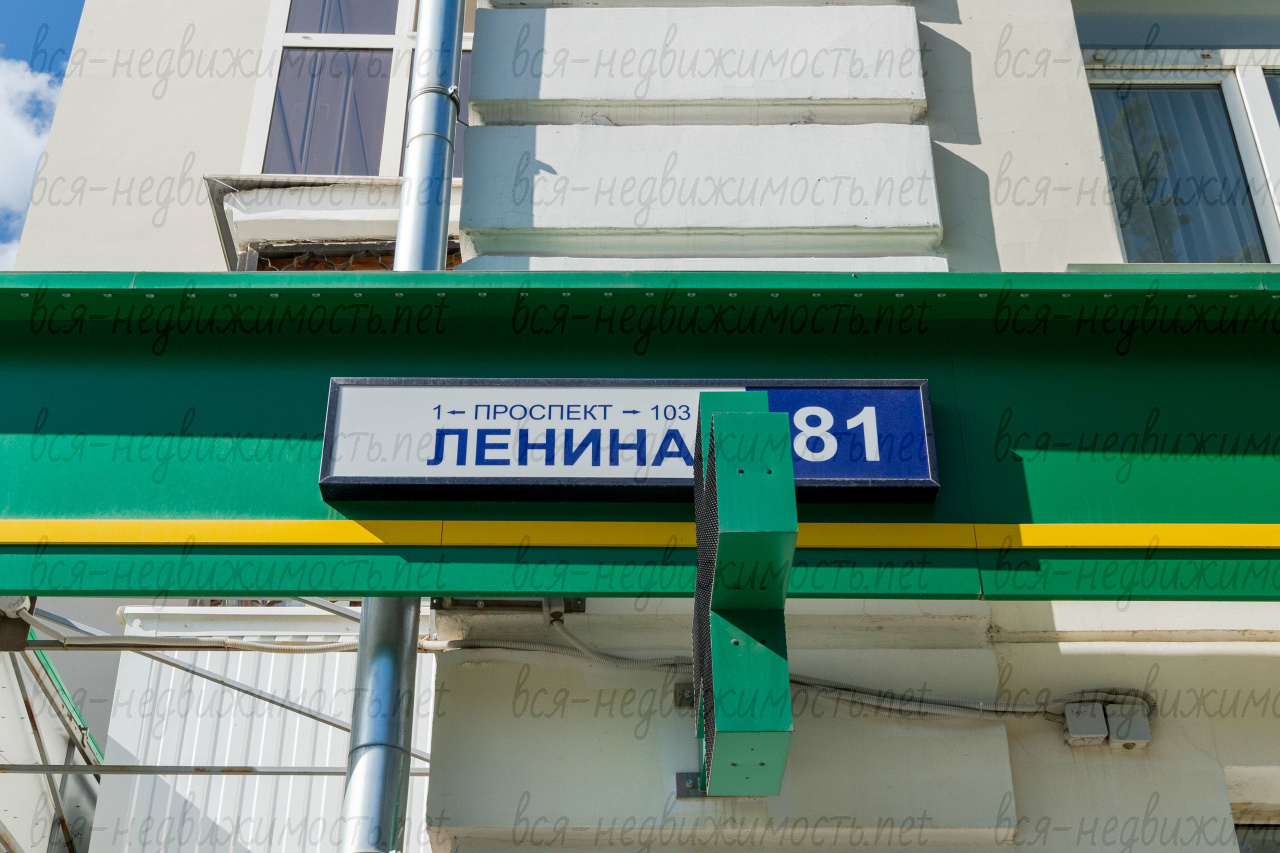 1← ПРОСПЕКТ → 103
ЛЕНИНА
81
вся-недвижимость.net